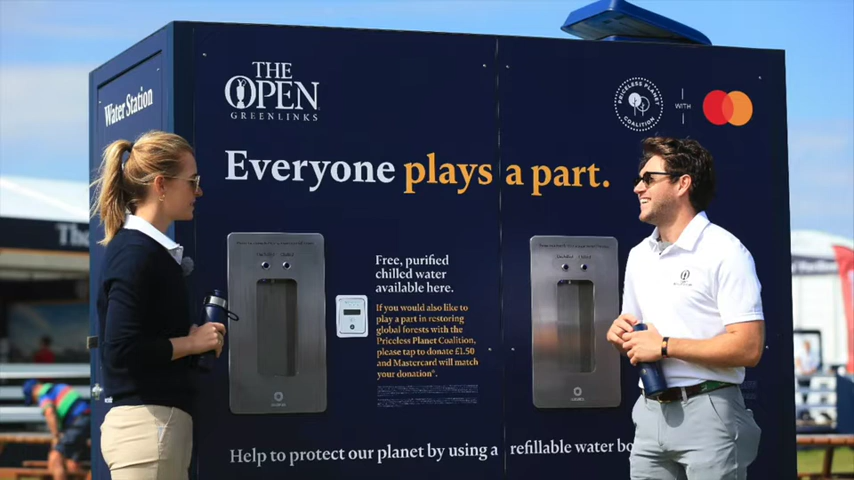 Water Station
THE
OPEN
GREENLINKS
PRICELESS PLANET
COALITION
WITH
Everyone plays a part.
Free, purified
chilled water
available here.
If you would also like to
play a part in restoring
global forests with the
Priceless Planet Coalition,
please tap to donate £1.50
and Mastercard will match
your donation*.
Help to protect our planet by using a refillable water bo
The